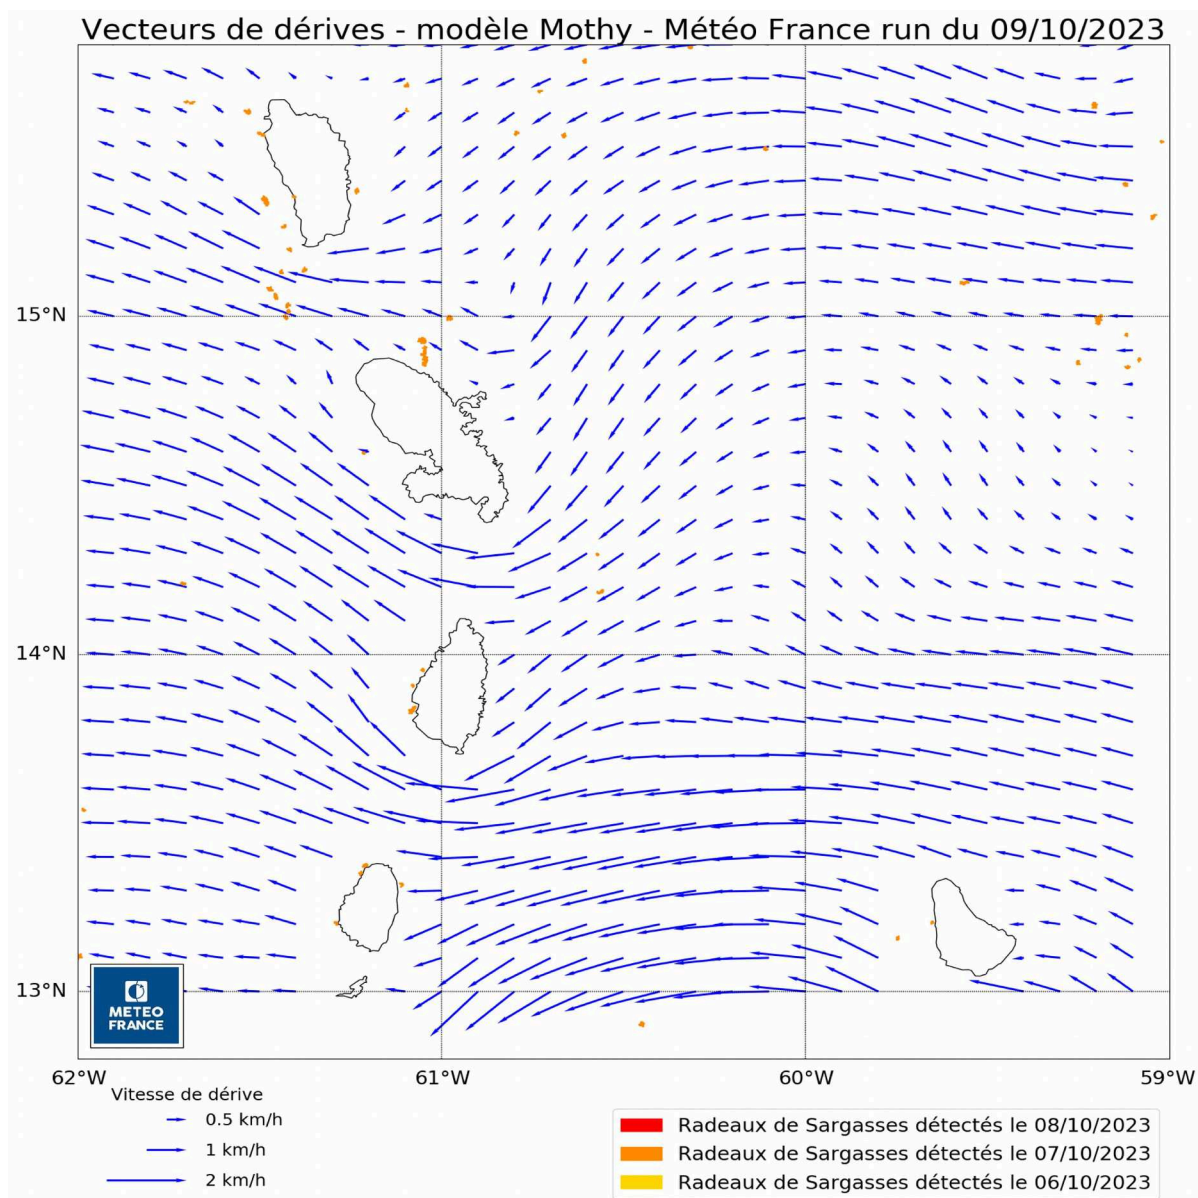 Vecteurs de dérives - modèle Mothy - Météo France run du 09/10/2023
15°N
14°N
13°N
METEO
FRANCE
62°W
61°W
60°W
59°W
Vitesse de dérive
0.5 km/h
1 km/h
2 km/h
Radeaux de Sargasses détectés le 08/10/2023
Radeaux de Sargasses détectés le 07/10/2023
Radeaux de Sargasses détectés le 06/10/2023